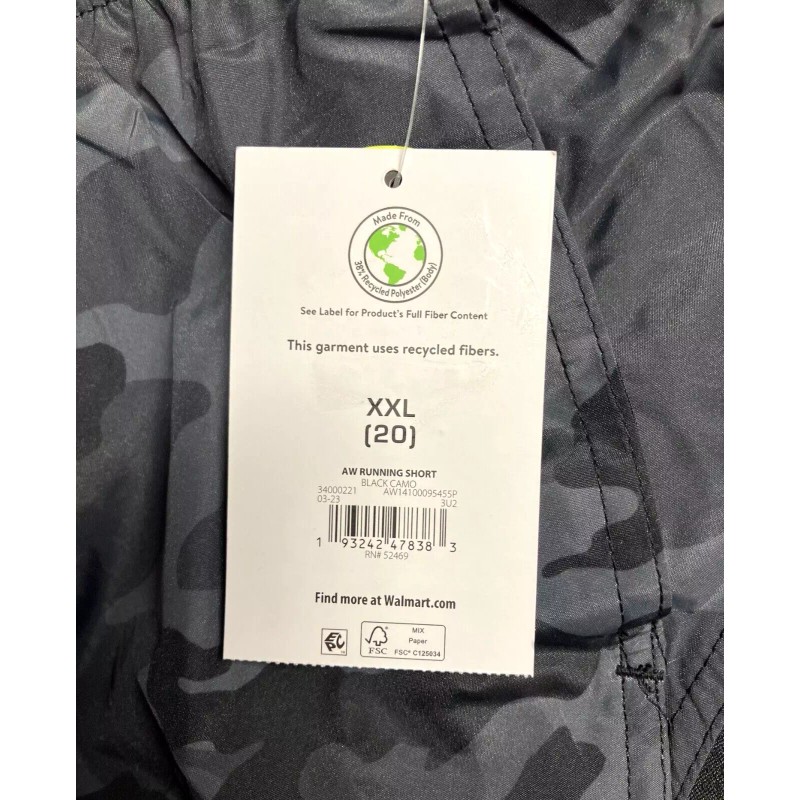 Made From
38% Recycled Polyester (Body)
See Label for Product's Full Fiber Content
This garment uses recycled fibers.
XXL
(20)
AW RUNNING SHORT
BLACK CAMO
34000221 AW14100095455P
03-23 3U2
1 93242 47838 3
RN# 52469
Find more at Walmart.com
EPC
FSC
MIX
Paper
FSC® C125034